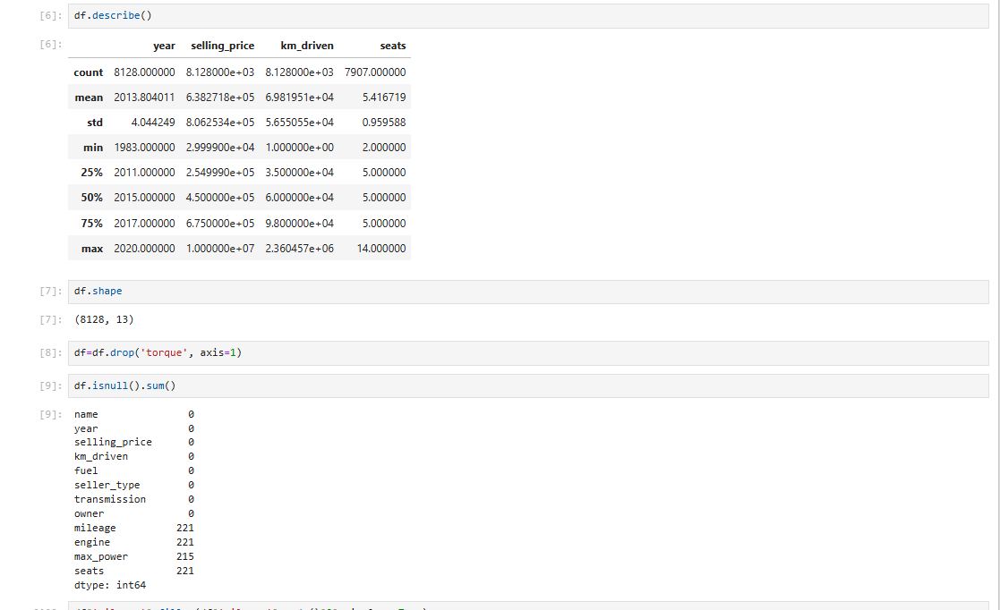 [6]: df.describe()
[6]: year selling_price km_driven seats
count 8128.000000 8.128000e+03 8.128000e+03 7907.000000
mean 2013.804011 6.382718e+05 6.981951e+04 5.416719
std 4.044249 8.062534e+05 5.655055e+04 0.959588
min 1983.000000 2.999900e+04 1.000000e+00 2.000000
25% 2011.000000 2.549990e+05 3.500000e+04 5.000000
50% 2015.000000 4.500000e+05 6.000000e+04 5.000000
75% 2017.000000 6.750000e+05 9.800000e+04 5.000000
max 2020.000000 1.000000e+07 2.360457e+06 14.000000
[7]: df.shape
[7]: (8128, 13)
[8]: df=df.drop('torque', axis=1)
[9]: df.isnull().sum()
[9]: name 0
year 0
selling_price 0
km_driven 0
fuel 0
seller_type 0
transmission 0
owner 0
mileage 221
engine 221
max_power 215
seats 221
dtype: int64